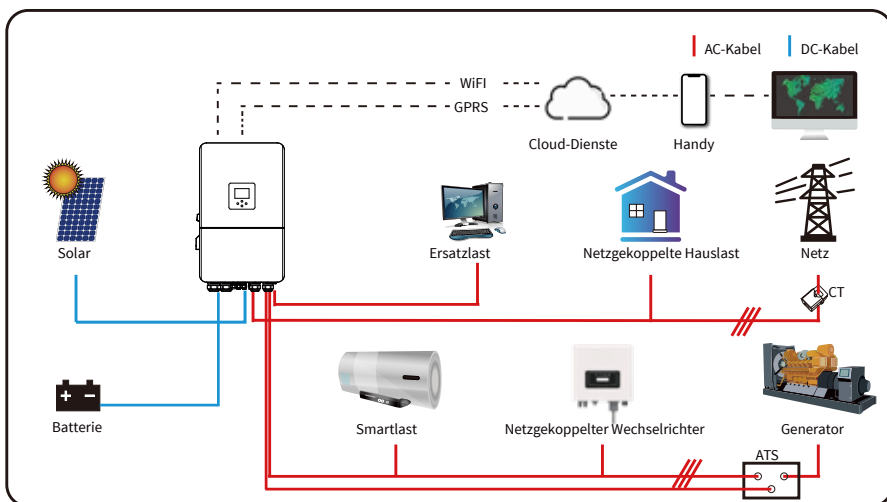 AC-Kabel
DC-Kabel
WiFI
GPRS
Cloud-Dienste
Handy
Solar
Ersatzlast
Netzgekoppelte Hauslast
Netz
CT
Batterie
Smartlast
Netzgekoppelter Wechselrichter
Generator
ATS